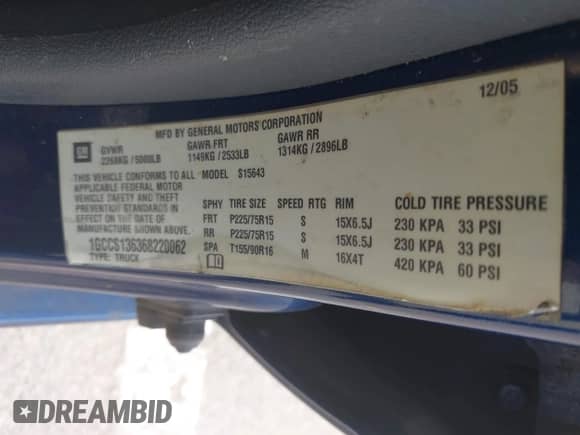 12/05
MFD BY GENERAL MOTORS CORPORATION
GM GVWR GAWR FRT GAWR RR
2268KG / 5000LB 1149KG / 2533LB 1314KG / 2896LB
THIS VEHICLE CONFORMS TO ALL MODEL S15643
APPLICABLE FEDERAL MOTOR
VEHICLE SAFETY AND THEFT
PREVENTION STANDARDS IN
EFFECT ON THE DATE OF
MANUFACTURE SHOWN ABOVE.
1GCCS136368220062
TYPE: TRUCK
SPHY TIRE SIZE SPEED RTG RIM COLD TIRE PRESSURE
FRT P225/75R15 S 15X6.5J 230 KPA 33 PSI
RR P225/75R15 S 15X6.5J 230 KPA 33 PSI
SPA T155/90R16 M 16X4T 420 KPA 60 PSI
DREAMBID